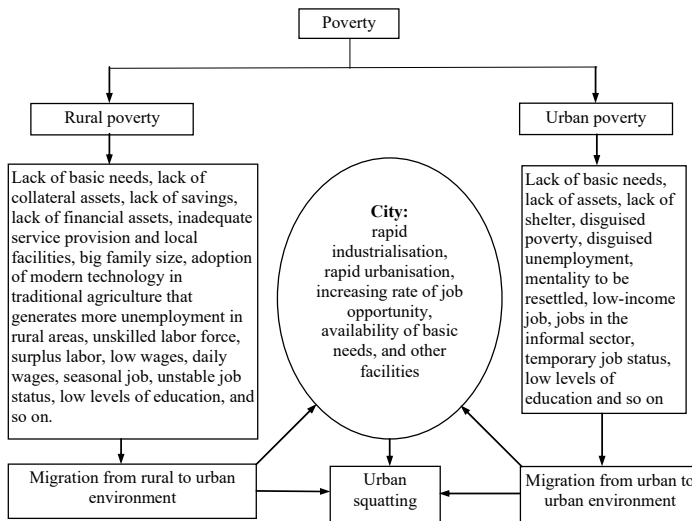 Poverty
Rural poverty
Urban poverty
Lack of basic needs, lack of
collateral assets, lack of savings,
lack of financial assets, inadequate
service provision and local
facilities, big family size, adoption
of modern technology in
traditional agriculture that
generates more unemployment in
rural areas, unskilled labor force,
surplus labor, low wages, daily
wages, seasonal job, unstable job
status, low levels of education, and
so on.
City:
rapid
industrialisation,
rapid urbanisation,
increasing rate of job
opportunity,
availability of basic
needs, and other
facilities
Lack of basic needs,
lack of assets, lack of
shelter, disguised
poverty, disguised
unemployment,
mentality to be
resettled, low-income
job, jobs in the
informal sector,
temporary job status,
low levels of
education and so on
Migration from rural to urban
environment
Urban
squatting
Migration from urban to
urban environment